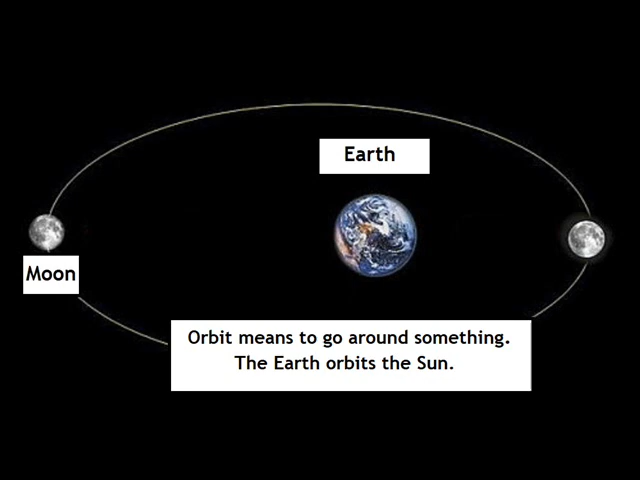 Earth
Moon
Orbit means to go around something.
The Earth orbits the Sun.